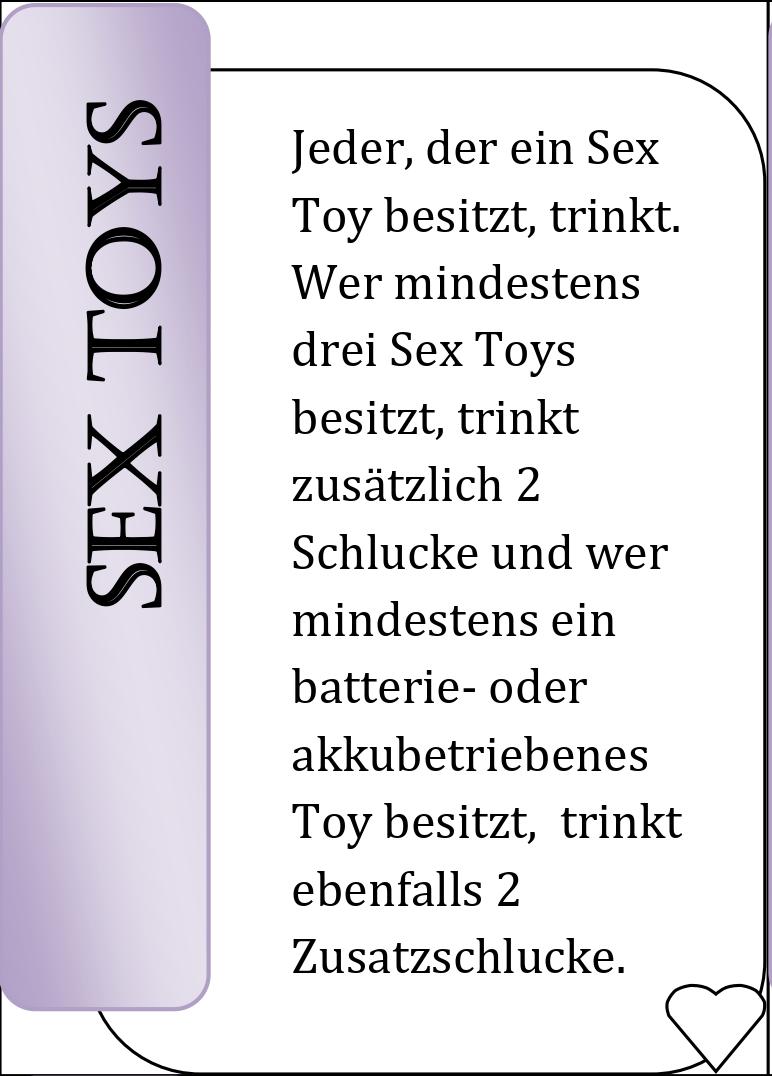 SEX TOYS
Jeder, der ein Sex
Toy besitzt, trinkt.
Wer mindestens
drei Sex Toys
besitzt, trinkt
zusätzlich 2
Schlucke und wer
mindestens ein
batterie- oder
akkubetriebenes
Toy besitzt,  trinkt
ebenfalls 2
Zusatzschlucke.